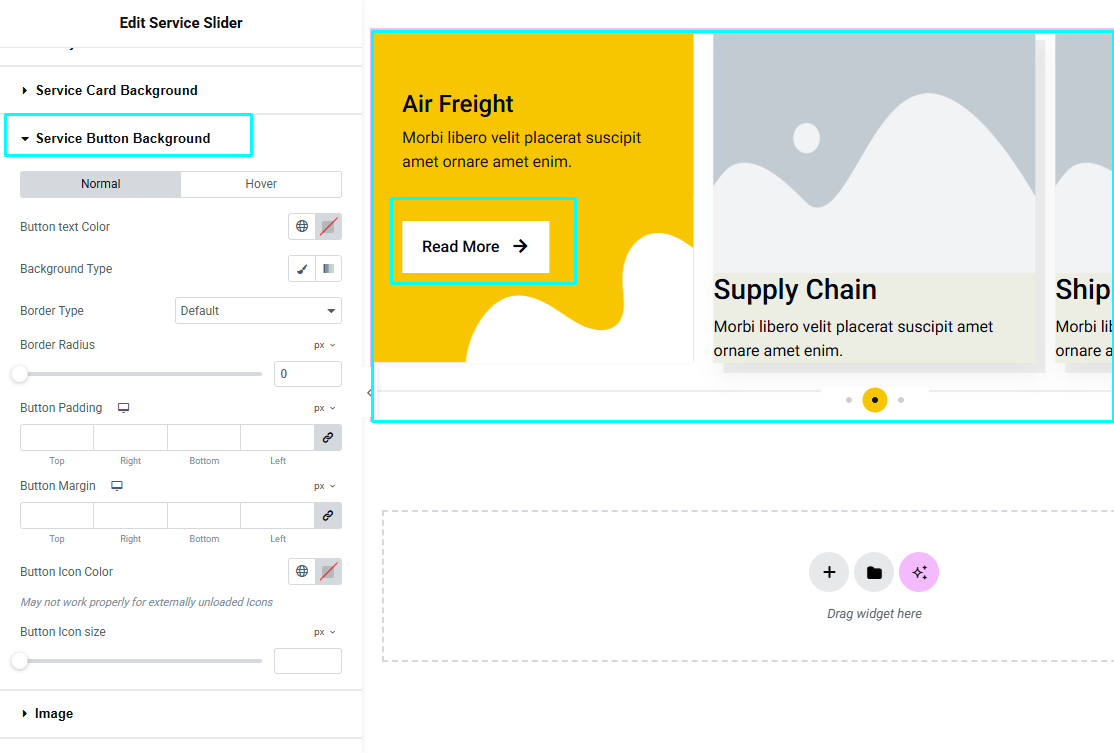 Edit Service Slider
Service Card Background
Service Button Background
Normal
Hover
Button text Color
Background Type
Border Type
Default
Border Radius
px
0
Button Padding
px
Top
Right
Bottom
Left
Button Margin
px
Top
Right
Bottom
Left
Button Icon Color
May not work properly for externally unloaded Icons
Button Icon size
px
Image
Air Freight
Morbi libero velit placerat suscipit
amet ornare amet enim.
Read More
Supply Chain
Morbi libero velit placerat suscipit amet
ornare amet enim.
Ship
Morbi lib
ornare a
Drag widget here